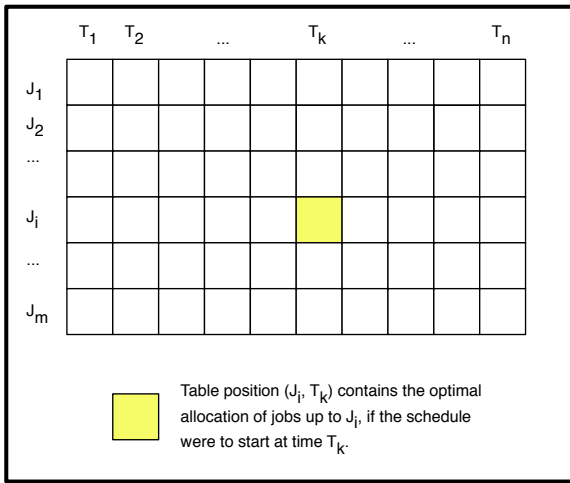 T1 T2 ... Tk ... Tn
J1
J2
...
Ji
...
Jm
Table position (Ji, Tk) contains the optimal
allocation of jobs up to Ji, if the schedule
were to start at time Tk.